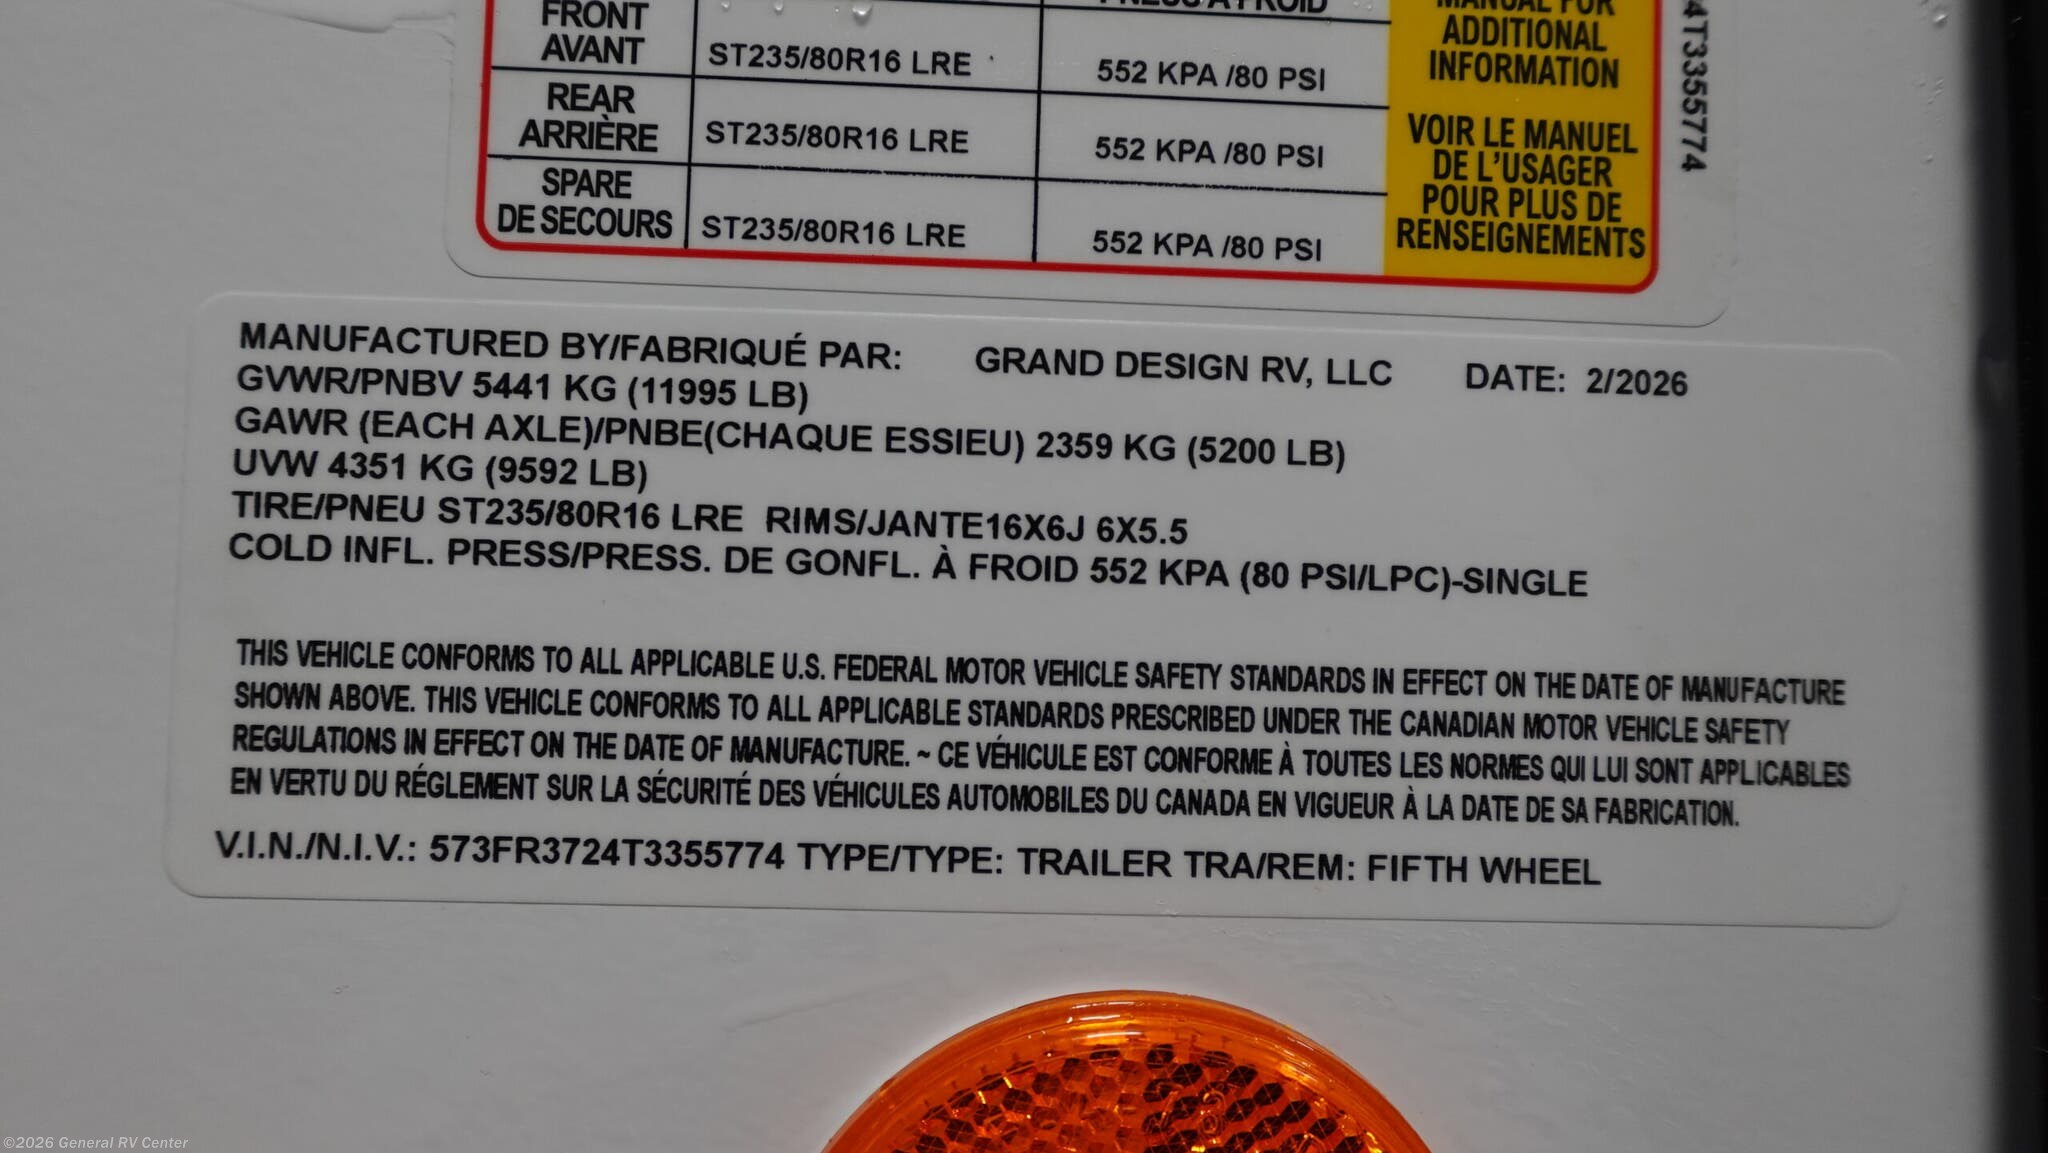 FRONT
AVANT
ST235/80R16 LRE
552 KPA /80 PSI
REAR
ARRIÈRE
ST235/80R16 LRE
552 KPA /80 PSI
SPARE
DE SECOURS
ST235/80R16 LRE
552 KPA /80 PSI
MANUAL FOR
ADDITIONAL
INFORMATION
VOIR LE MANUEL
DE L'USAGER
POUR PLUS DE
RENSEIGNEMENTS
4T3355774
MANUFACTURED BY/FABRIQUÉ PAR: GRAND DESIGN RV, LLC DATE: 2/2026
GVWR/PNBV 5441 KG (11995 LB)
GAWR (EACH AXLE)/PNBE(CHAQUE ESSIEU) 2359 KG (5200 LB)
UVW 4351 KG (9592 LB)
TIRE/PNEU ST235/80R16 LRE RIMS/JANTE16X6J 6X5.5
COLD INFL. PRESS/PRESS. DE GONFL. À FROID 552 KPA (80 PSI/LPC)-SINGLE
THIS VEHICLE CONFORMS TO ALL APPLICABLE U.S. FEDERAL MOTOR VEHICLE SAFETY STANDARDS IN EFFECT ON THE DATE OF MANUFACTURE
SHOWN ABOVE. THIS VEHICLE CONFORMS TO ALL APPLICABLE STANDARDS PRESCRIBED UNDER THE CANADIAN MOTOR VEHICLE SAFETY
REGULATIONS IN EFFECT ON THE DATE OF MANUFACTURE. ~ CE VÉHICULE EST CONFORME À TOUTES LES NORMES QUI LUI SONT APPLICABLES
EN VERTU DU RÉGLEMENT SUR LA SÉCURITÉ DES VÉHICULES AUTOMOBILES DU CANADA EN VIGUEUR À LA DATE DE SA FABRICATION.
V.I.N./N.I.V.: 573FR3724T3355774 TYPE/TYPE: TRAILER TRA/REM: FIFTH WHEEL
©2026 General RV Center